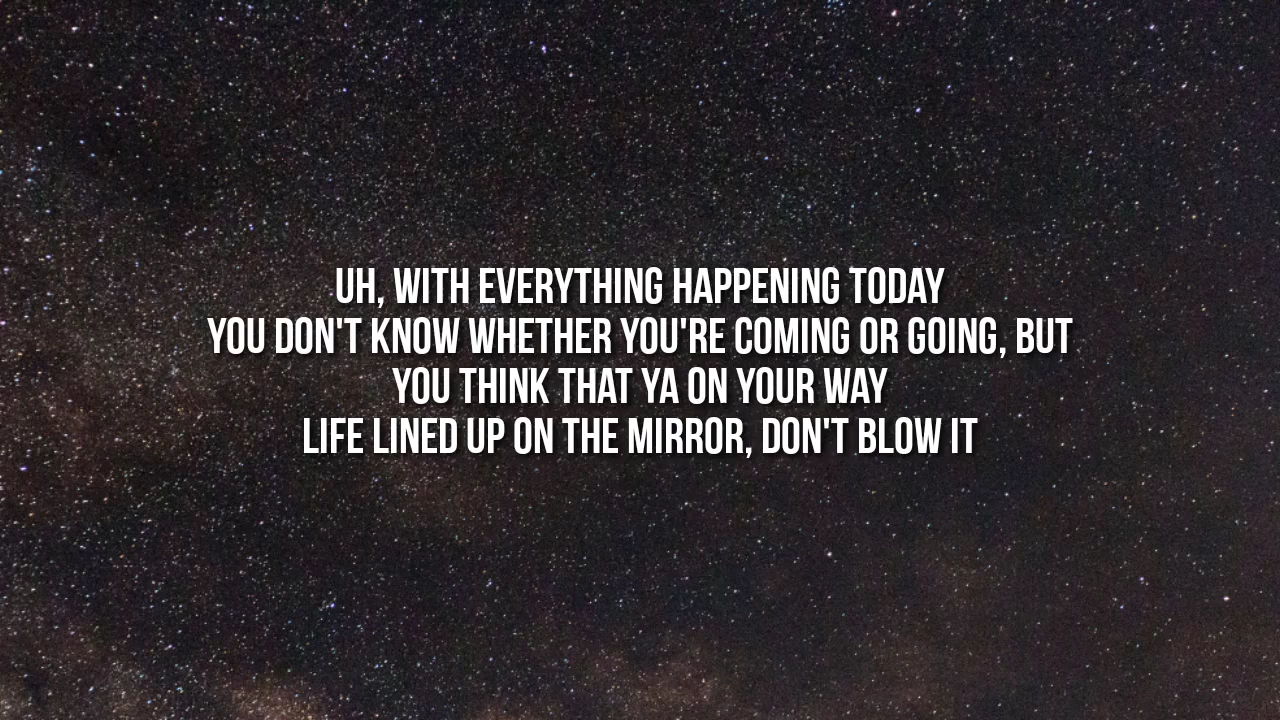 UH, WITH EVERYTHING HAPPENING TODAY
YOU DON'T KNOW WHETHER YOU'RE COMING OR GOING, BUT
YOU THINK THAT YA ON YOUR WAY
LIFE LINED UP ON THE MIRROR, DON'T BLOW IT